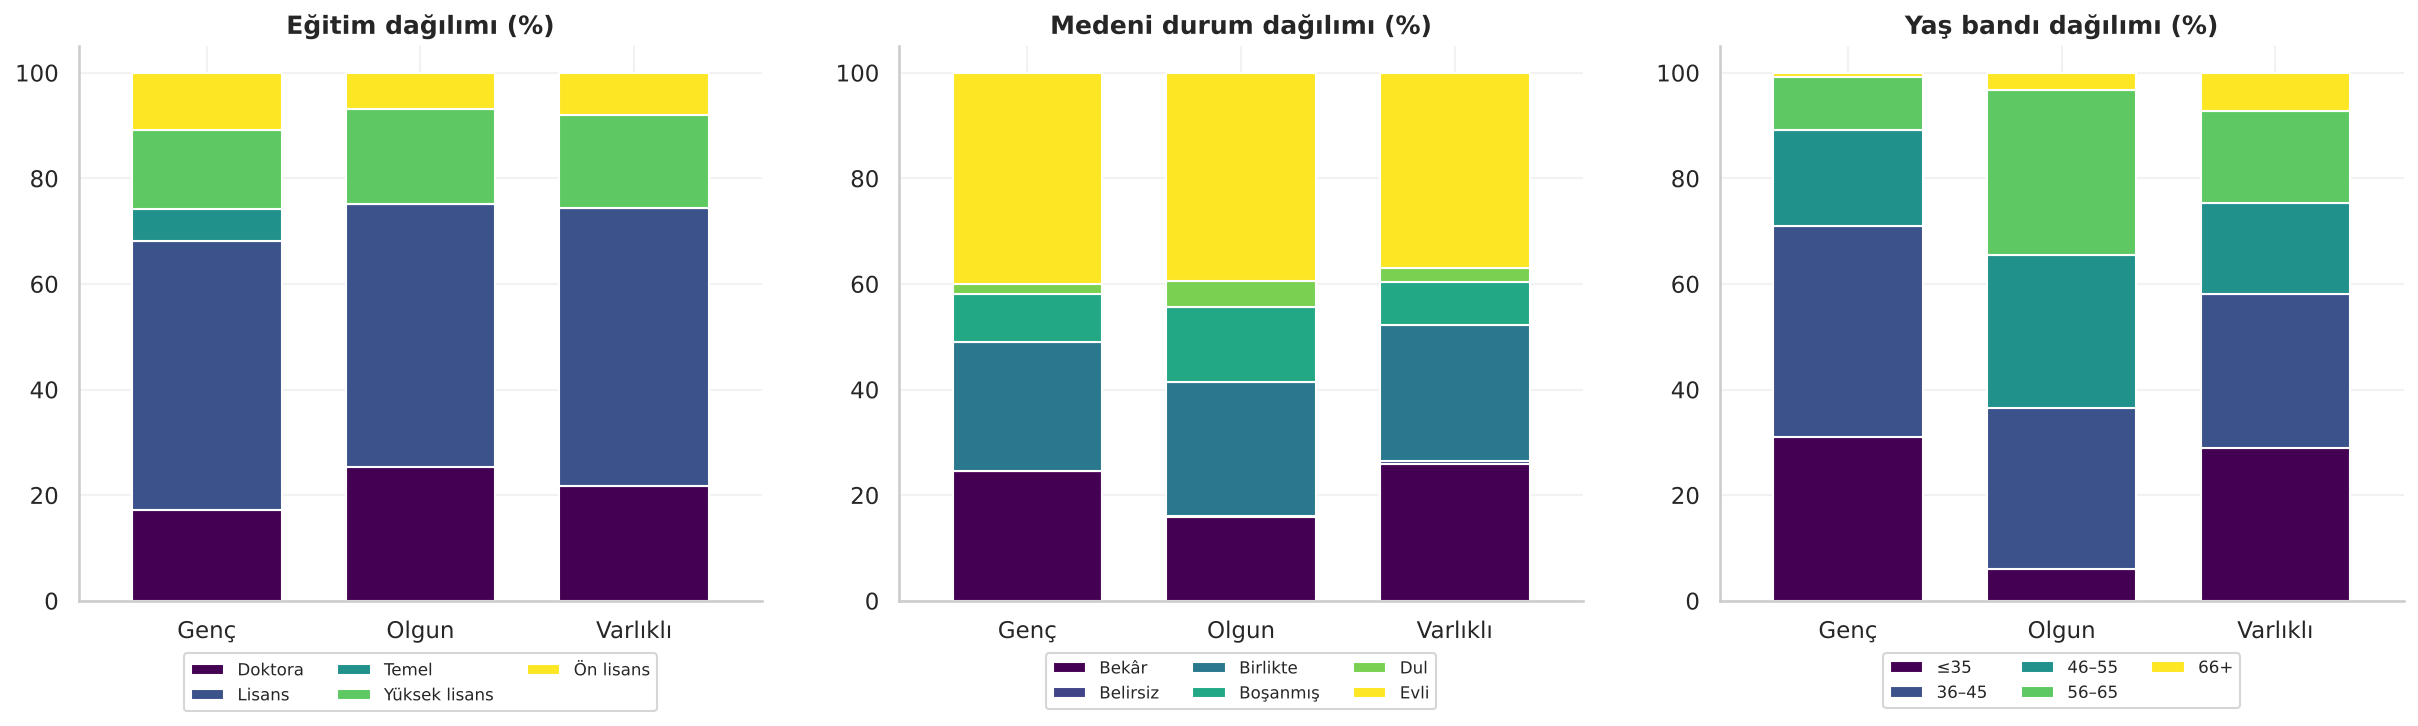 Eğitim dağılımı (%)
100
80
60
40
20
0
Genç Olgun Varlıklı
Doktora Temel Ön lisans
Lisans Yüksek lisans
Medeni durum dağılımı (%)
100
80
60
40
20
0
Genç Olgun Varlıklı
Bekâr Birlikte Dul
Belirsiz Boşanmış Evli
Yaş bandı dağılımı (%)
100
80
60
40
20
0
Genç Olgun Varlıklı
≤35 46–55 66+
36–45 56–65